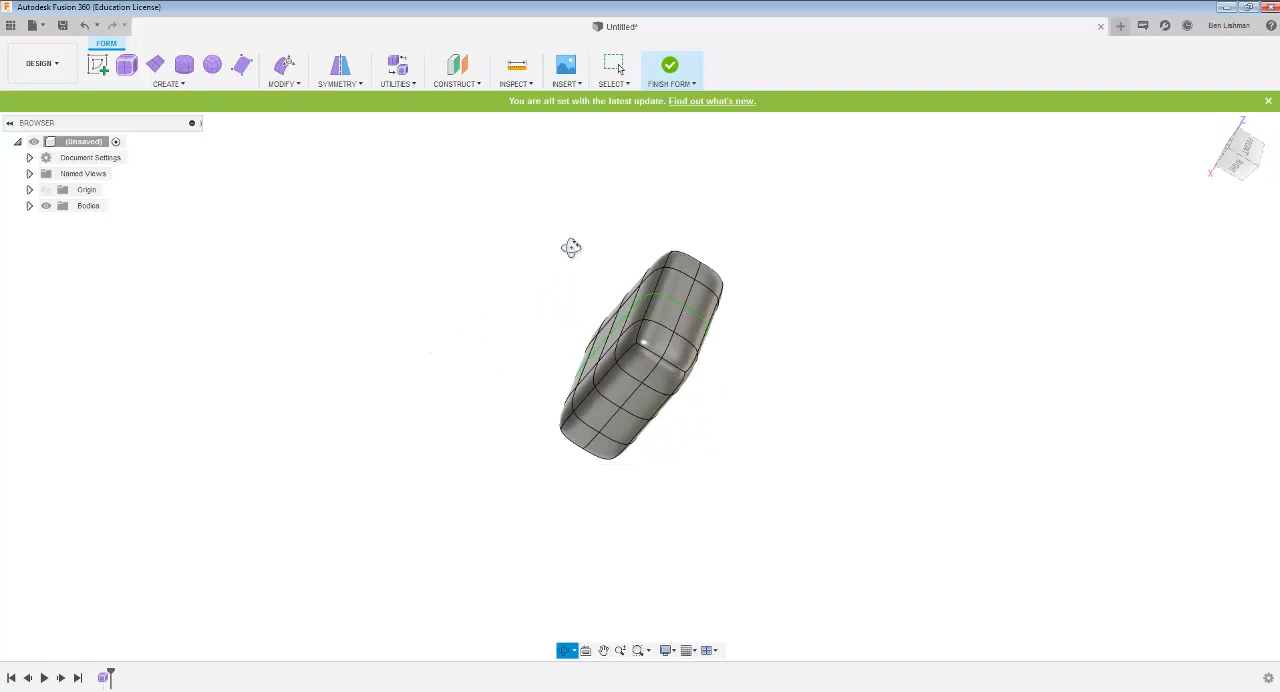 Autodesk Fusion 360 (Education License)
Untitled*
Ben Lishman
FORM
DESIGN
CREATE
MODIFY
SYMMETRY
UTILITIES
CONSTRUCT
INSPECT
INSERT
SELECT
FINISH FORM
You are all set with the latest update. Find out what's new.
BROWSER
(Unsaved)
Document Settings
Named Views
Origin
Bodies
Z
FRONT
RIGHT
X